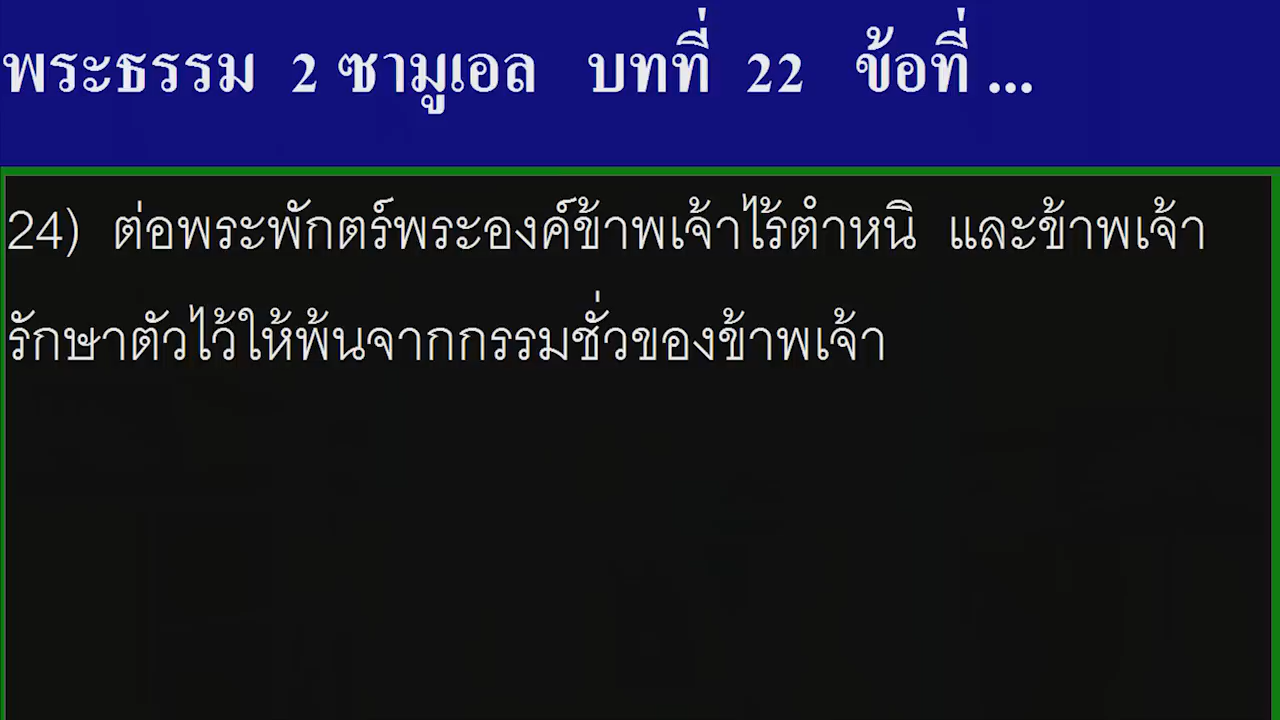 พระธรรม 2 ซามูเอล บทที่ 22 ข้อที่ ...
24) ต่อพระพักตร์พระองค์ข้าพเจ้าไร้ตำหนิ และข้าพเจ้า
รักษาตัวไว้ให้พ้นจากกรรมชั่วของข้าพเจ้า